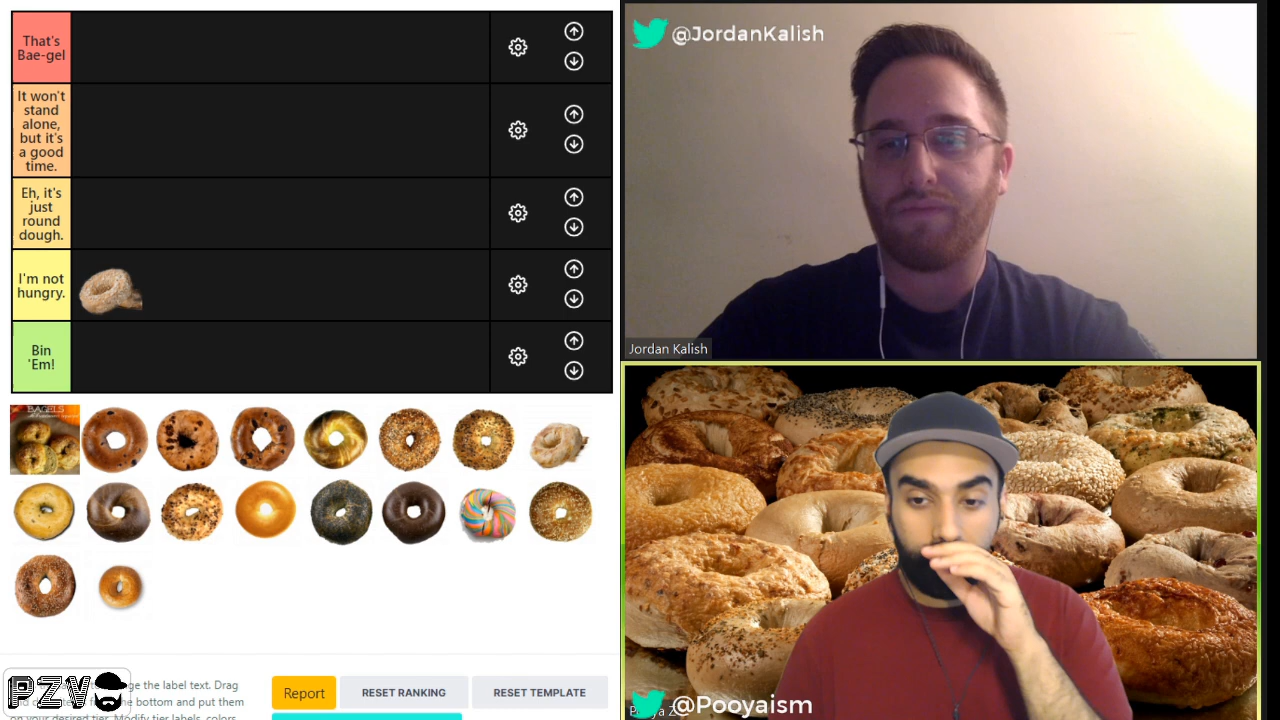 That's
Bae-gel
It won't
stand
alone,
but it's
a good
time.
Eh, it's
just
round
dough.
I'm not
hungry.
Bin
'Em!
BAGELS
PZV
ge the label text. Drag
bottom and put them
on your desired tier. Modify tier labels, colors
Report
RESET RANKING
RESET TEMPLATE
@JordanKalish
Jordan Kalish
@Pooyaism